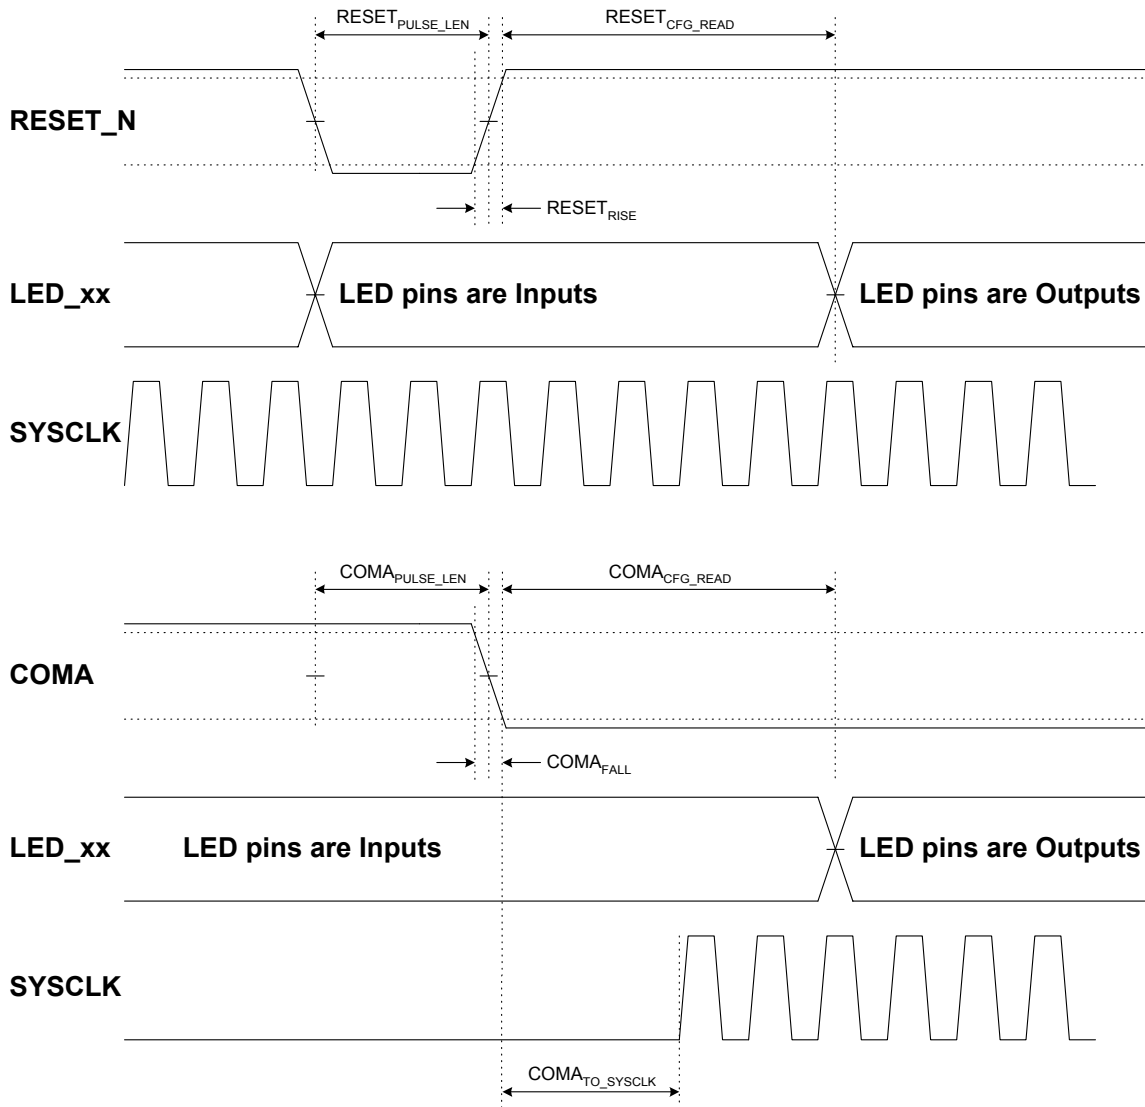 RESET_PULSE_LEN RESET_CFG_READ
RESET_N
RESET_RISE
LED_xx LED pins are Inputs LED pins are Outputs
SYSCLK
COMA_PULSE_LEN COMA_CFG_READ
COMA
COMA_FALL
LED_xx LED pins are Inputs LED pins are Outputs
SYSCLK
COMA_TO_SYSCLK